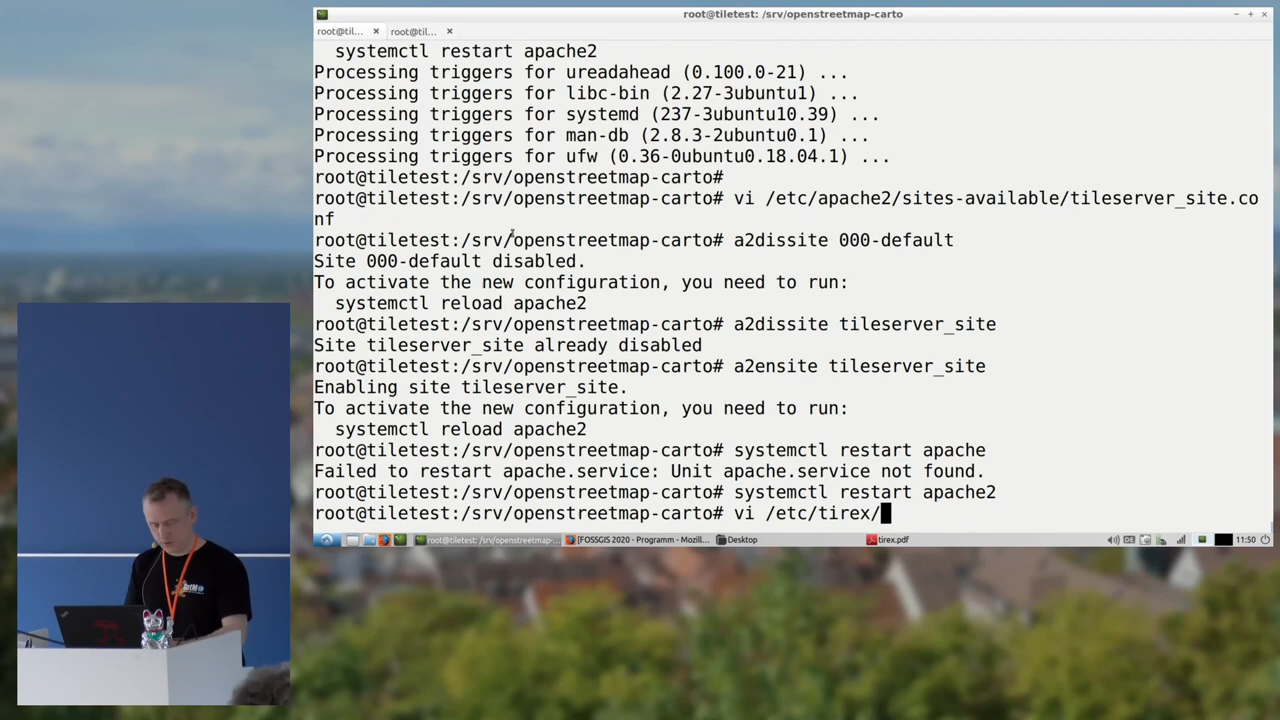 root@tiletest: /srv/openstreetmap-carto
root@til...
root@til...
systemctl restart apache2
Processing triggers for ureadahead (0.100.0-21) ...
Processing triggers for libc-bin (2.27-3ubuntu1) ...
Processing triggers for systemd (237-3ubuntu10.39) ...
Processing triggers for man-db (2.8.3-2ubuntu0.1) ...
Processing triggers for ufw (0.36-0ubuntu0.18.04.1) ...
root@tiletest:/srv/openstreetmap-carto#
root@tiletest:/srv/openstreetmap-carto# vi /etc/apache2/sites-available/tileserver_site.co
nf
root@tiletest:/srv/openstreetmap-carto# a2dissite 000-default
Site 000-default disabled.
To activate the new configuration, you need to run:
systemctl reload apache2
root@tiletest:/srv/openstreetmap-carto# a2dissite tileserver_site
Site tileserver_site already disabled
root@tiletest:/srv/openstreetmap-carto# a2ensite tileserver_site
Enabling site tileserver_site.
To activate the new configuration, you need to run:
systemctl reload apache2
root@tiletest:/srv/openstreetmap-carto# systemctl restart apache
Failed to restart apache.service: Unit apache.service not found.
root@tiletest:/srv/openstreetmap-carto# systemctl restart apache2
root@tiletest:/srv/openstreetmap-carto# vi /etc/tirex/
root@tiletest: /srv/openstreetmap-...
[FOSSGIS 2020 - Programm - [Mozill...
Desktop
tirex.pdf
DE
11:50